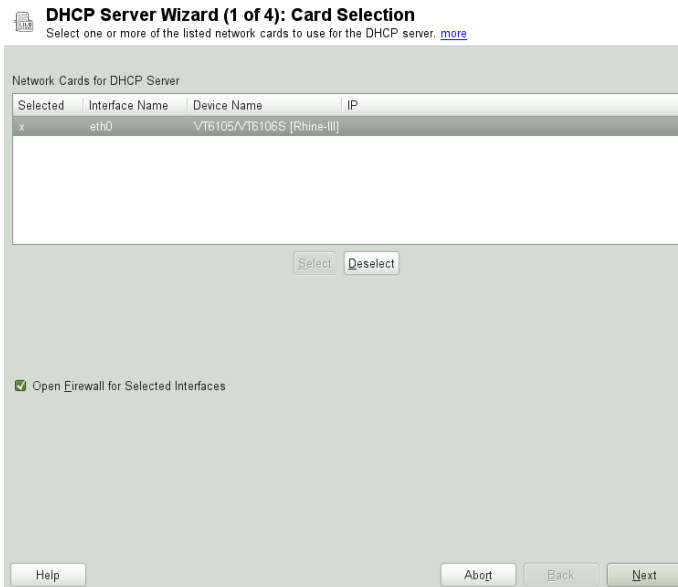 DHCP Server Wizard (1 of 4): Card Selection
Select one or more of the listed network cards to use for the DHCP server. more
Network Cards for DHCP Server
Selected Interface Name Device Name IP
x eth0 VT6105/VT6106S [Rhine-III]
Select Deselect
Open Firewall for Selected Interfaces
Help Abort Back Next